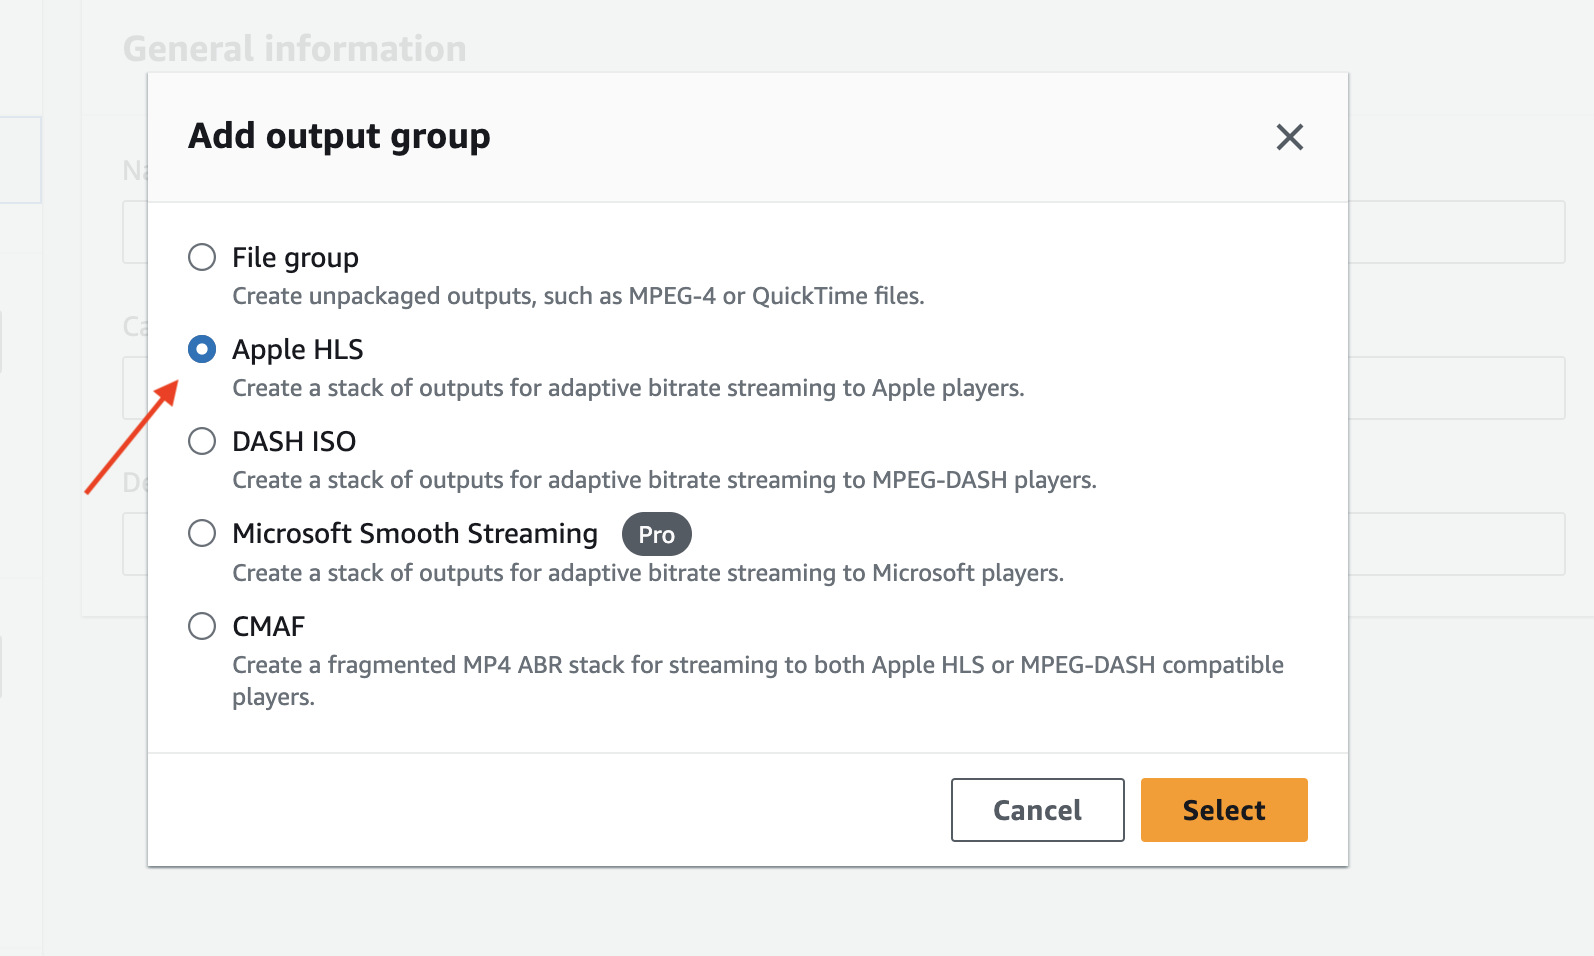 General information
Add output group
Na
File group
Create unpackaged outputs, such as MPEG-4 or QuickTime files.
Ca
Apple HLS
Create a stack of outputs for adaptive bitrate streaming to Apple players.
DASH ISO
De
Create a stack of outputs for adaptive bitrate streaming to MPEG-DASH players.
Microsoft Smooth Streaming Pro
Create a stack of outputs for adaptive bitrate streaming to Microsoft players.
CMAF
Create a fragmented MP4 ABR stack for streaming to both Apple HLS or MPEG-DASH compatible
players.
Cancel Select